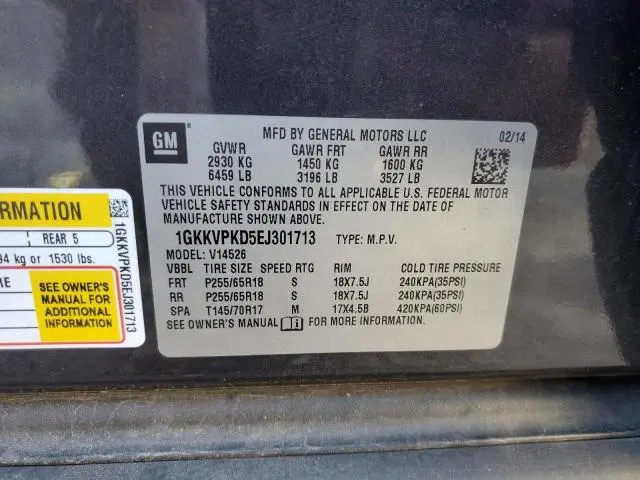 GM
MFD BY GENERAL MOTORS LLC 02/14
GVWR GAWR FRT GAWR RR
2930 KG 1450 KG 1600 KG
6459 LB 3196 LB 3527 LB
THIS VEHICLE CONFORMS TO ALL APPLICABLE U.S. FEDERAL MOTOR
VEHICLE SAFETY STANDARDS IN EFFECT ON THE DATE OF
MANUFACTURE SHOWN ABOVE.
1GKKVPKD5EJ301713 TYPE: M.P.V.
MODEL: V14526
VBBL TIRE SIZE SPEED RTG RIM COLD TIRE PRESSURE
FRT P255/65R18 S 18X7.5J 240KPA(35PSI)
RR P255/65R18 S 18X7.5J 240KPA(35PSI)
SPA T145/70R17 M 17X4.5B 420KPA(60PSI)
SEE OWNER'S MANUAL FOR MORE INFORMATION.
REAR 5
kg or 1530 lbs.
SEE OWNER'S
MANUAL FOR
ADDITIONAL
INFORMATION
1GKKVPKD5EJ301713